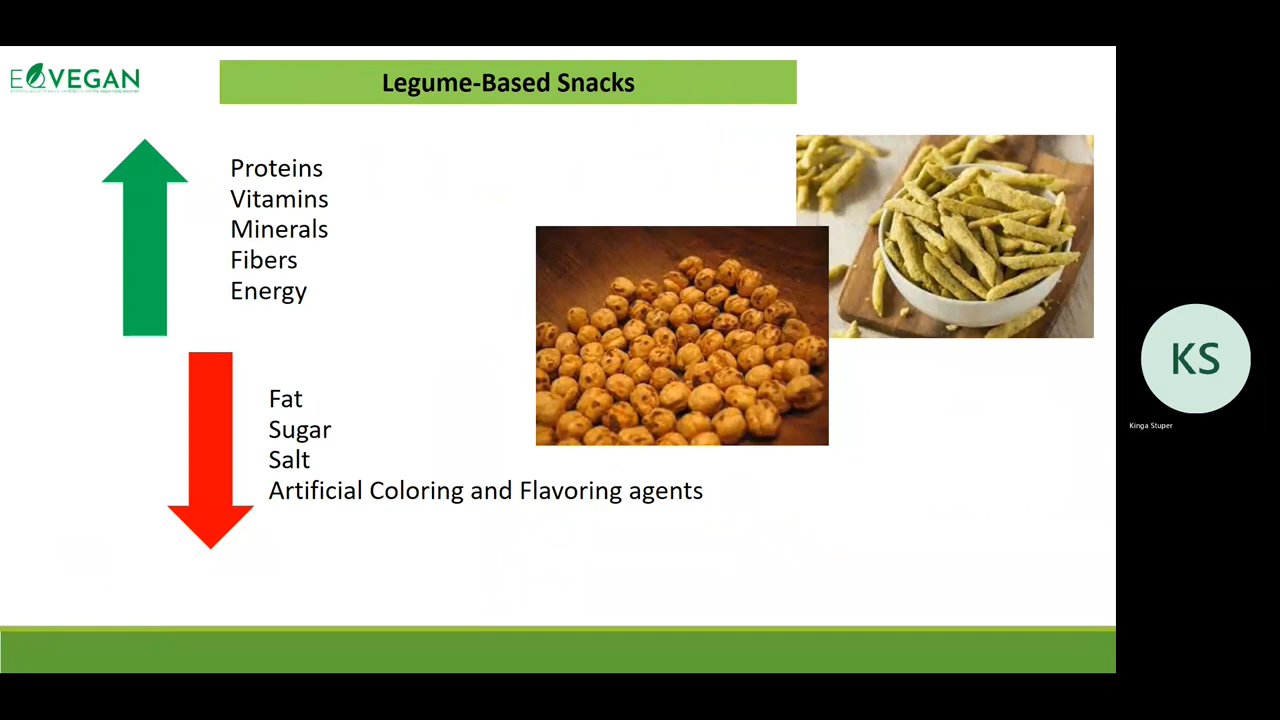 EQVEGAN
Legume-Based Snacks
Proteins
Vitamins
Minerals
Fibers
Energy
Fat
Sugar
Salt
Artificial Coloring and Flavoring agents
KS
Kinga Stuper